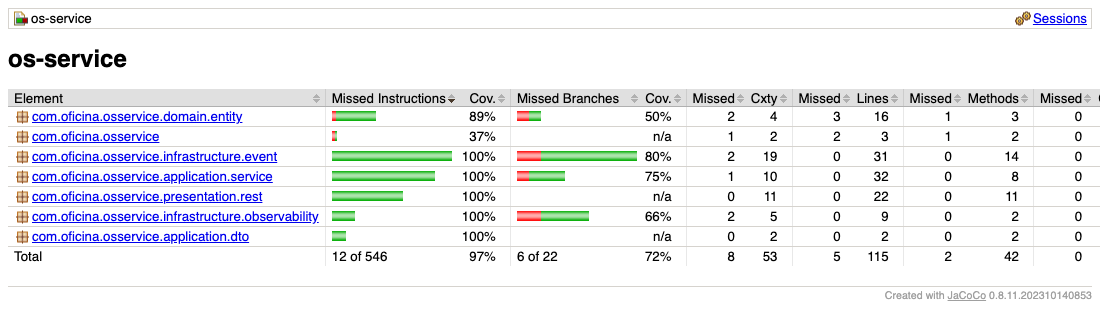 os-service Sessions
os-service
Element Missed Instructions Cov. Missed Branches Cov. Missed Cxty Missed Lines Missed Methods Missed
com.oficina.osservice.domain.entity 89% 50% 2 4 3 16 1 3 0
com.oficina.osservice 37% n/a 1 2 2 3 1 2 0
com.oficina.osservice.infrastructure.event 100% 80% 2 19 0 31 0 14 0
com.oficina.osservice.application.service 100% 75% 1 10 0 32 0 8 0
com.oficina.osservice.presentation.rest 100% n/a 0 11 0 22 0 11 0
com.oficina.osservice.infrastructure.observability 100% 66% 2 5 0 9 0 2 0
com.oficina.osservice.application.dto 100% n/a 0 2 0 2 0 2 0
Total 12 of 546 97% 6 of 22 72% 8 53 5 115 2 42 0
Created with JaCoCo 0.8.11.202310140853